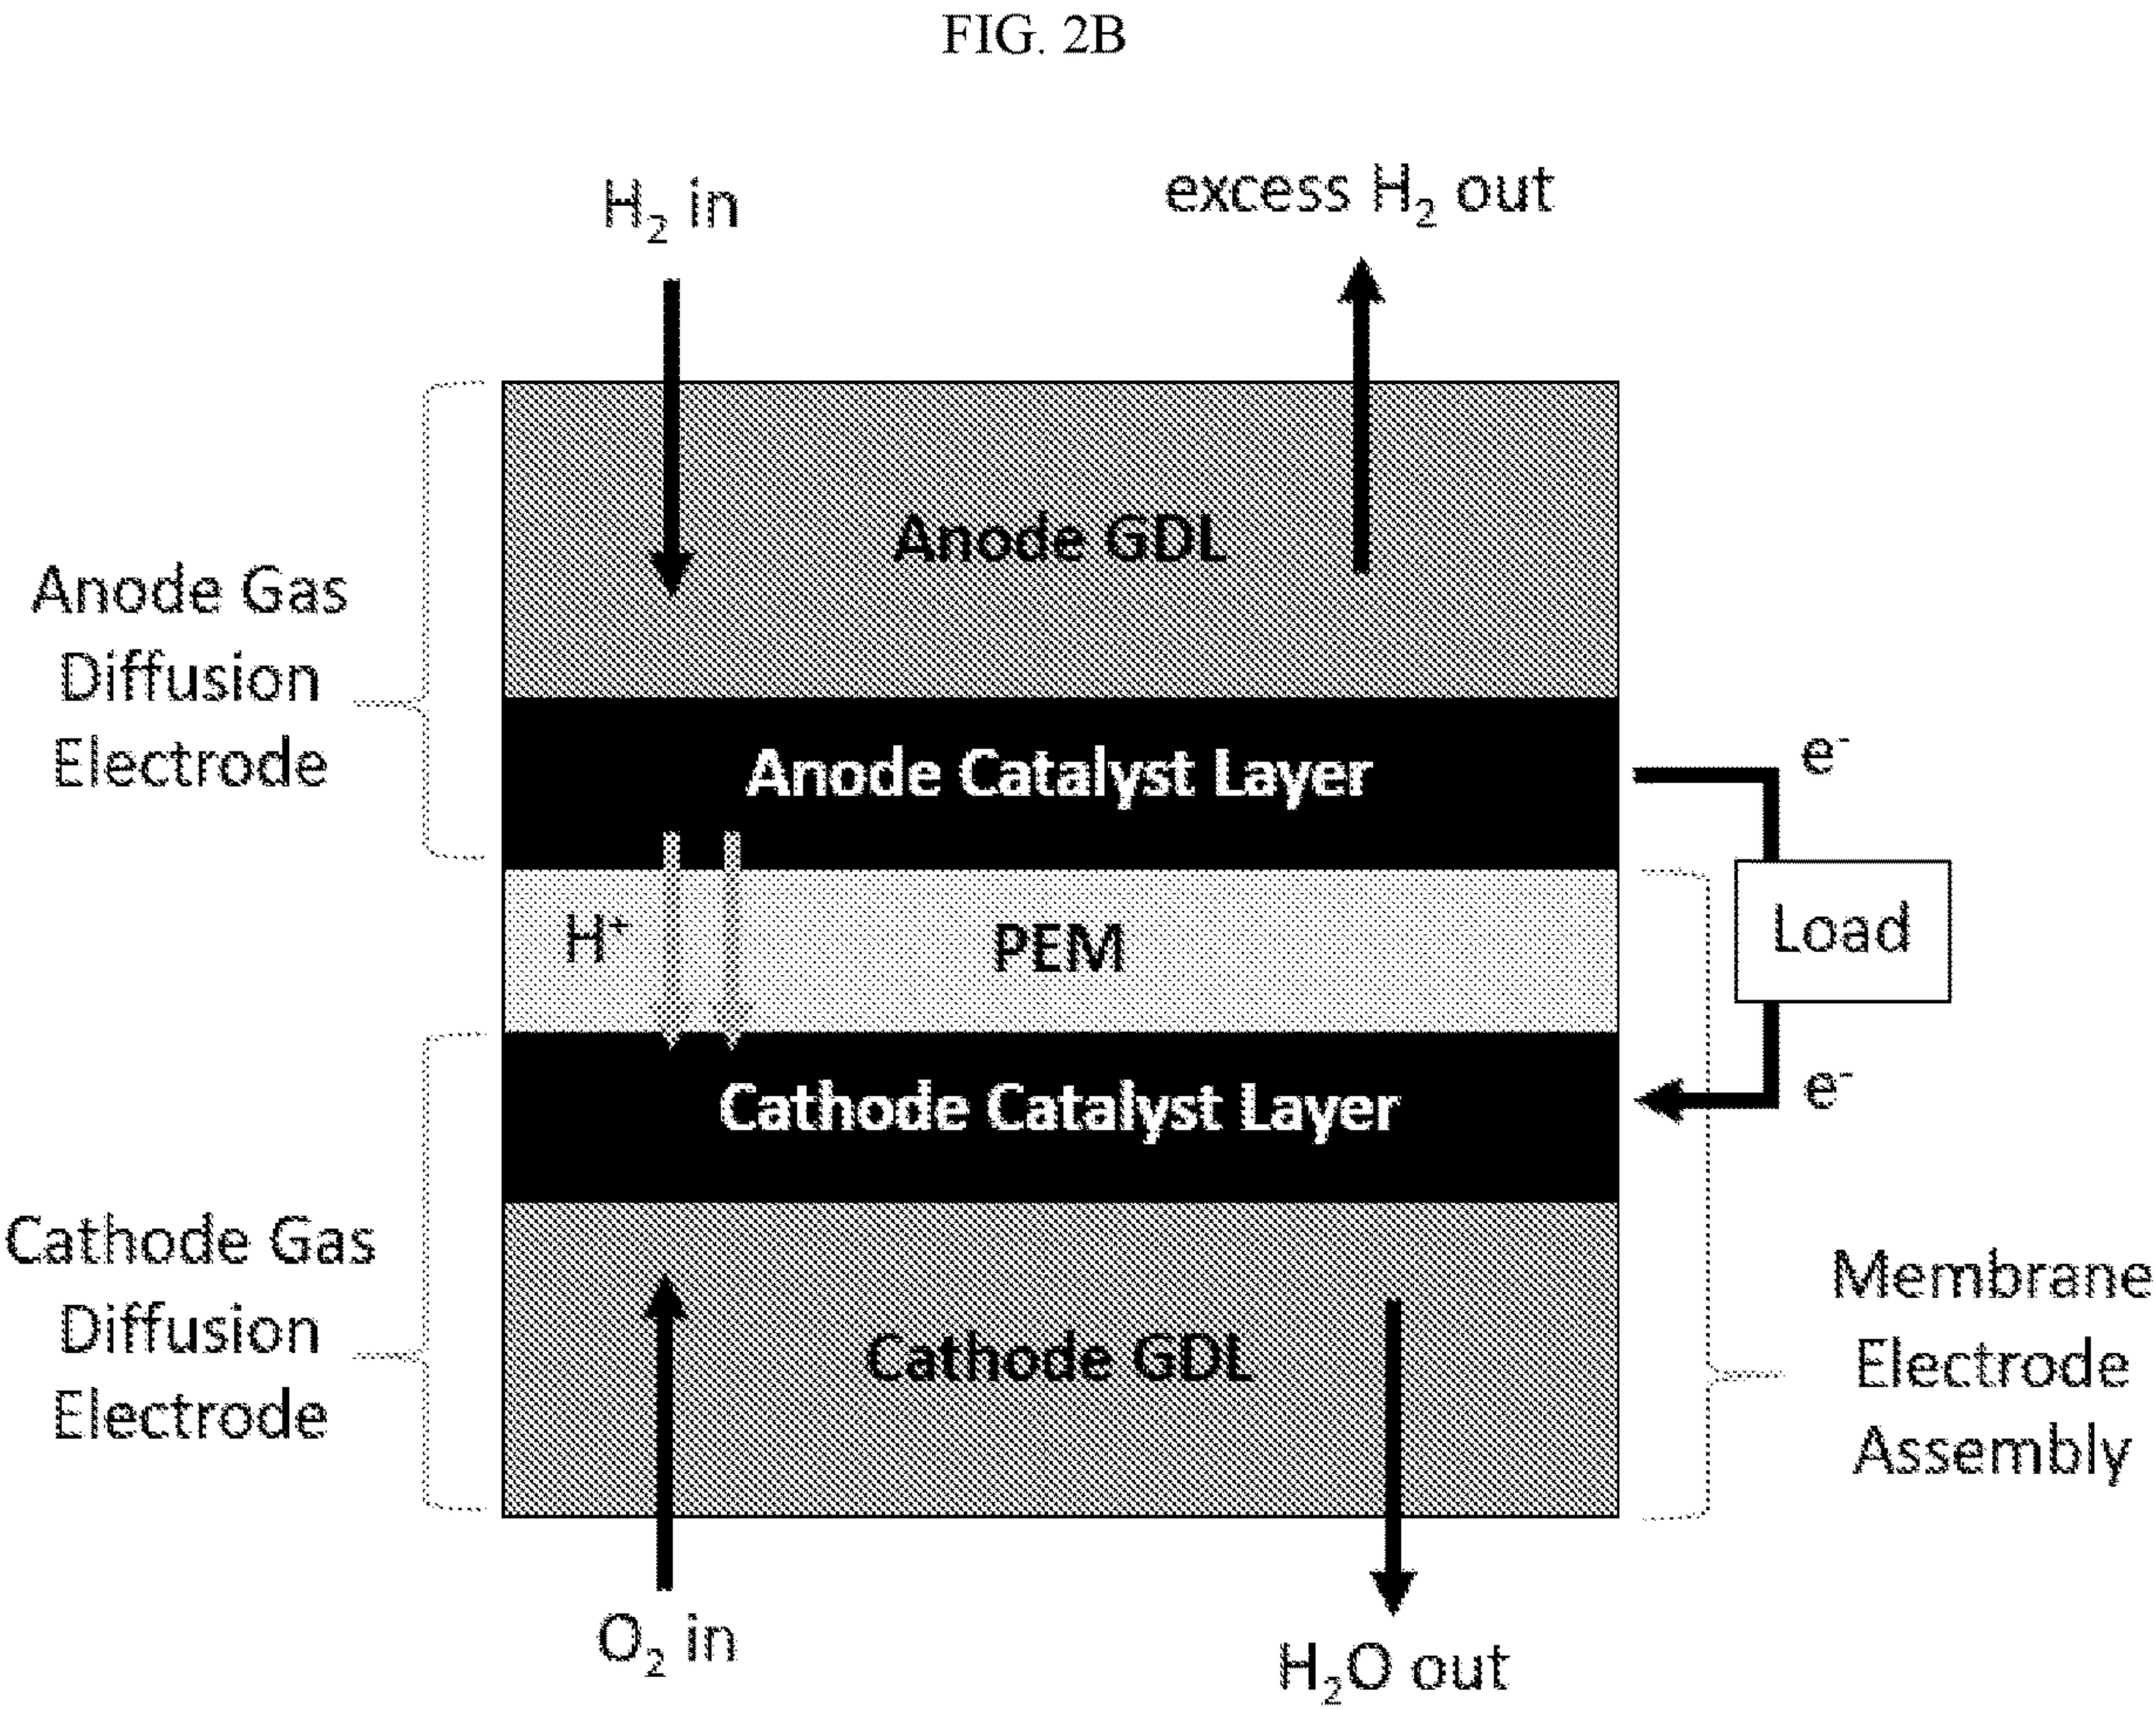 FIG. 2B
H₂ in
excess H₂ out
Anode GDL
Anode Gas
Diffusion
Electrode
Anode Catalyst Layer
e⁻
H⁺
PEM
Load
Cathode Catalyst Layer
e⁻
Cathode Gas
Diffusion
Electrode
Cathode GDL
Membrane
Electrode
Assembly
O₂ in
H₂O out